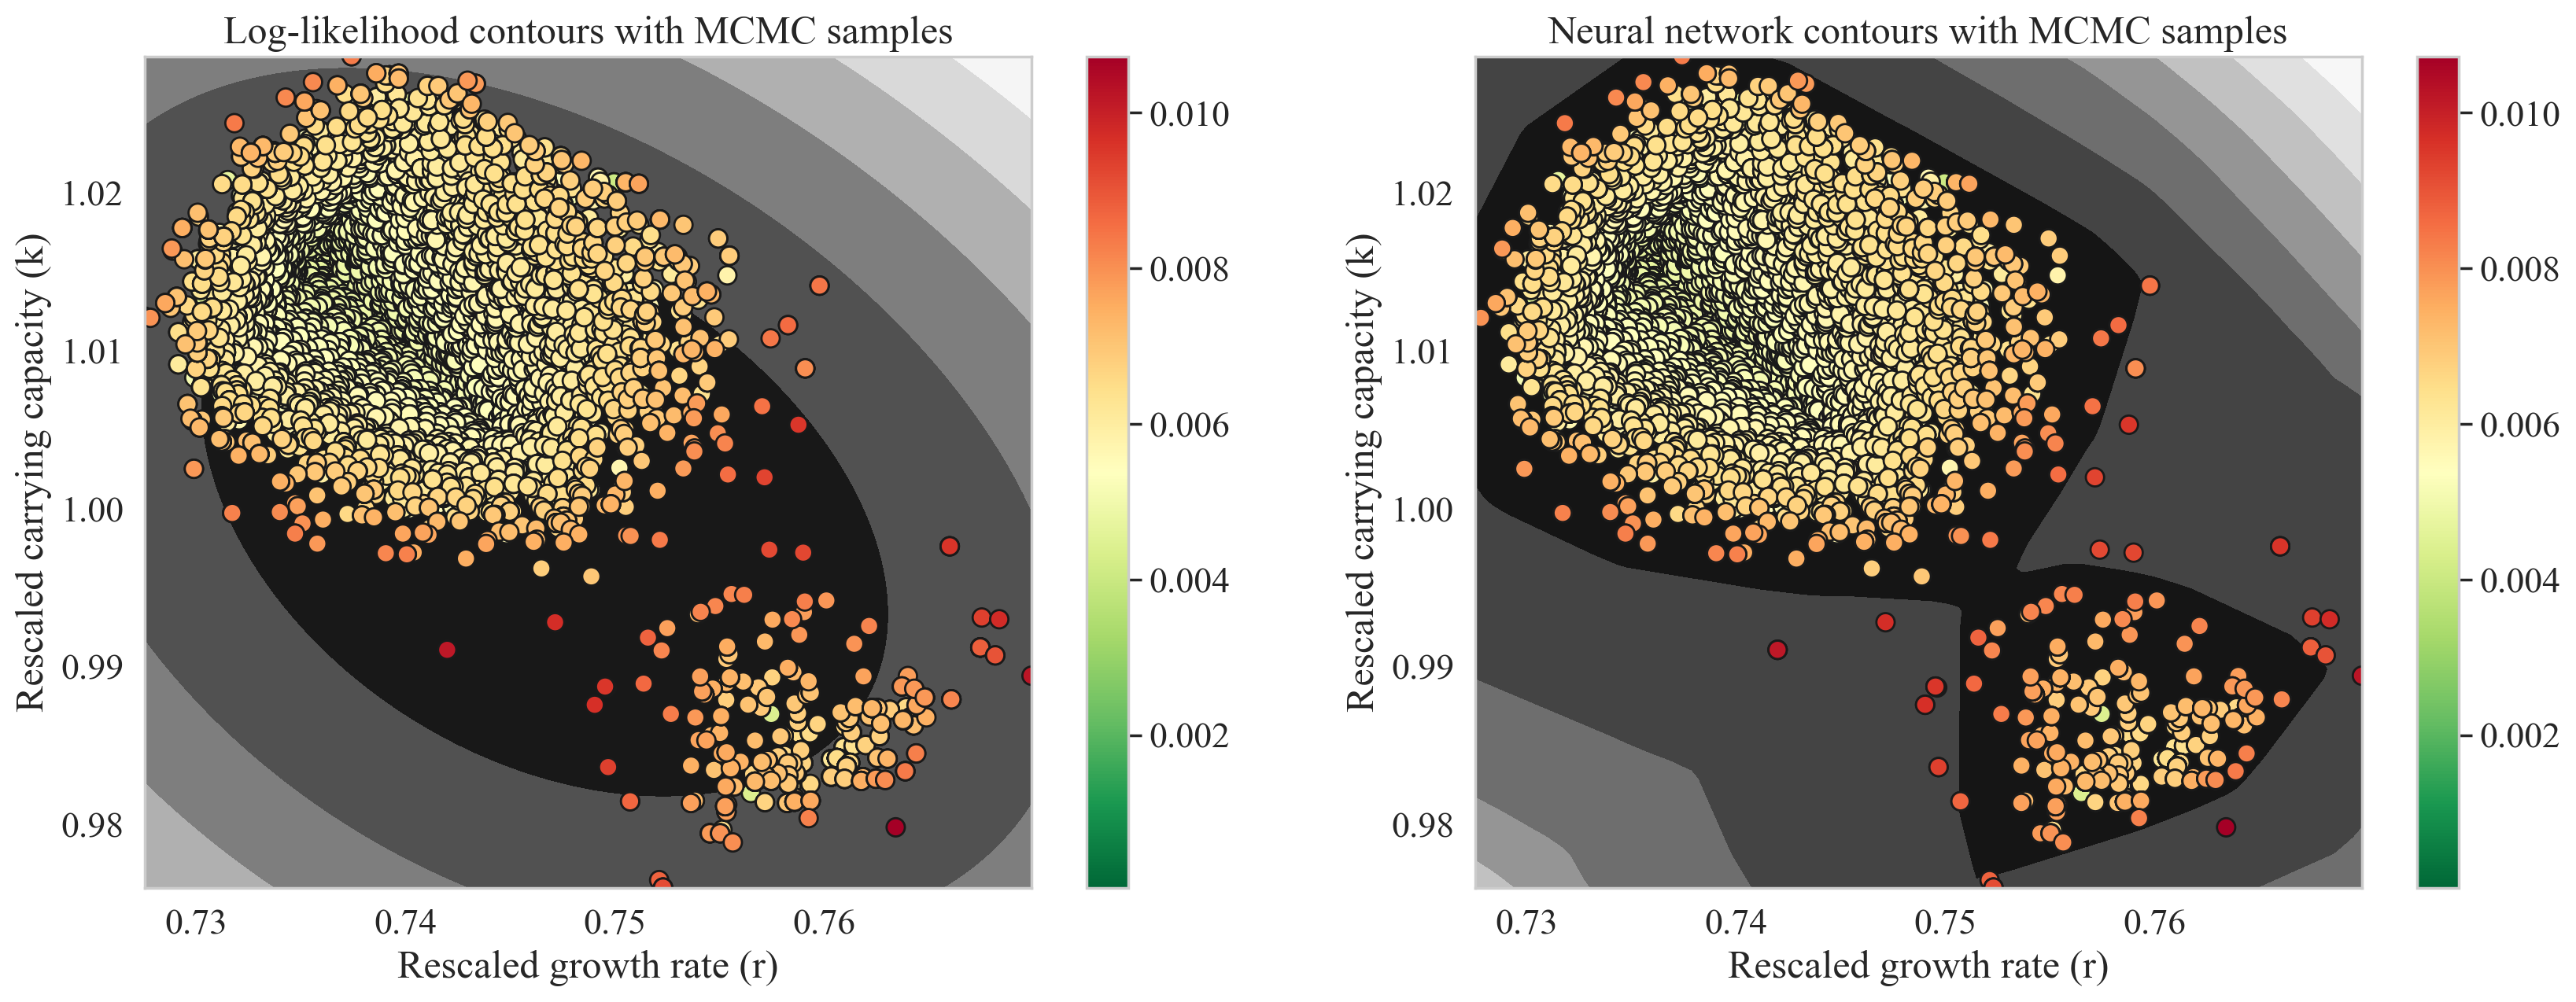 Log-likelihood contours with MCMC samples
Rescaled carrying capacity (k)
1.02
1.01
1.00
0.99
0.98
0.73 0.74 0.75 0.76
Rescaled growth rate (r)
0.010
0.008
0.006
0.004
0.002
Neural network contours with MCMC samples
Rescaled carrying capacity (k)
1.02
1.01
1.00
0.99
0.98
0.73 0.74 0.75 0.76
Rescaled growth rate (r)
0.010
0.008
0.006
0.004
0.002